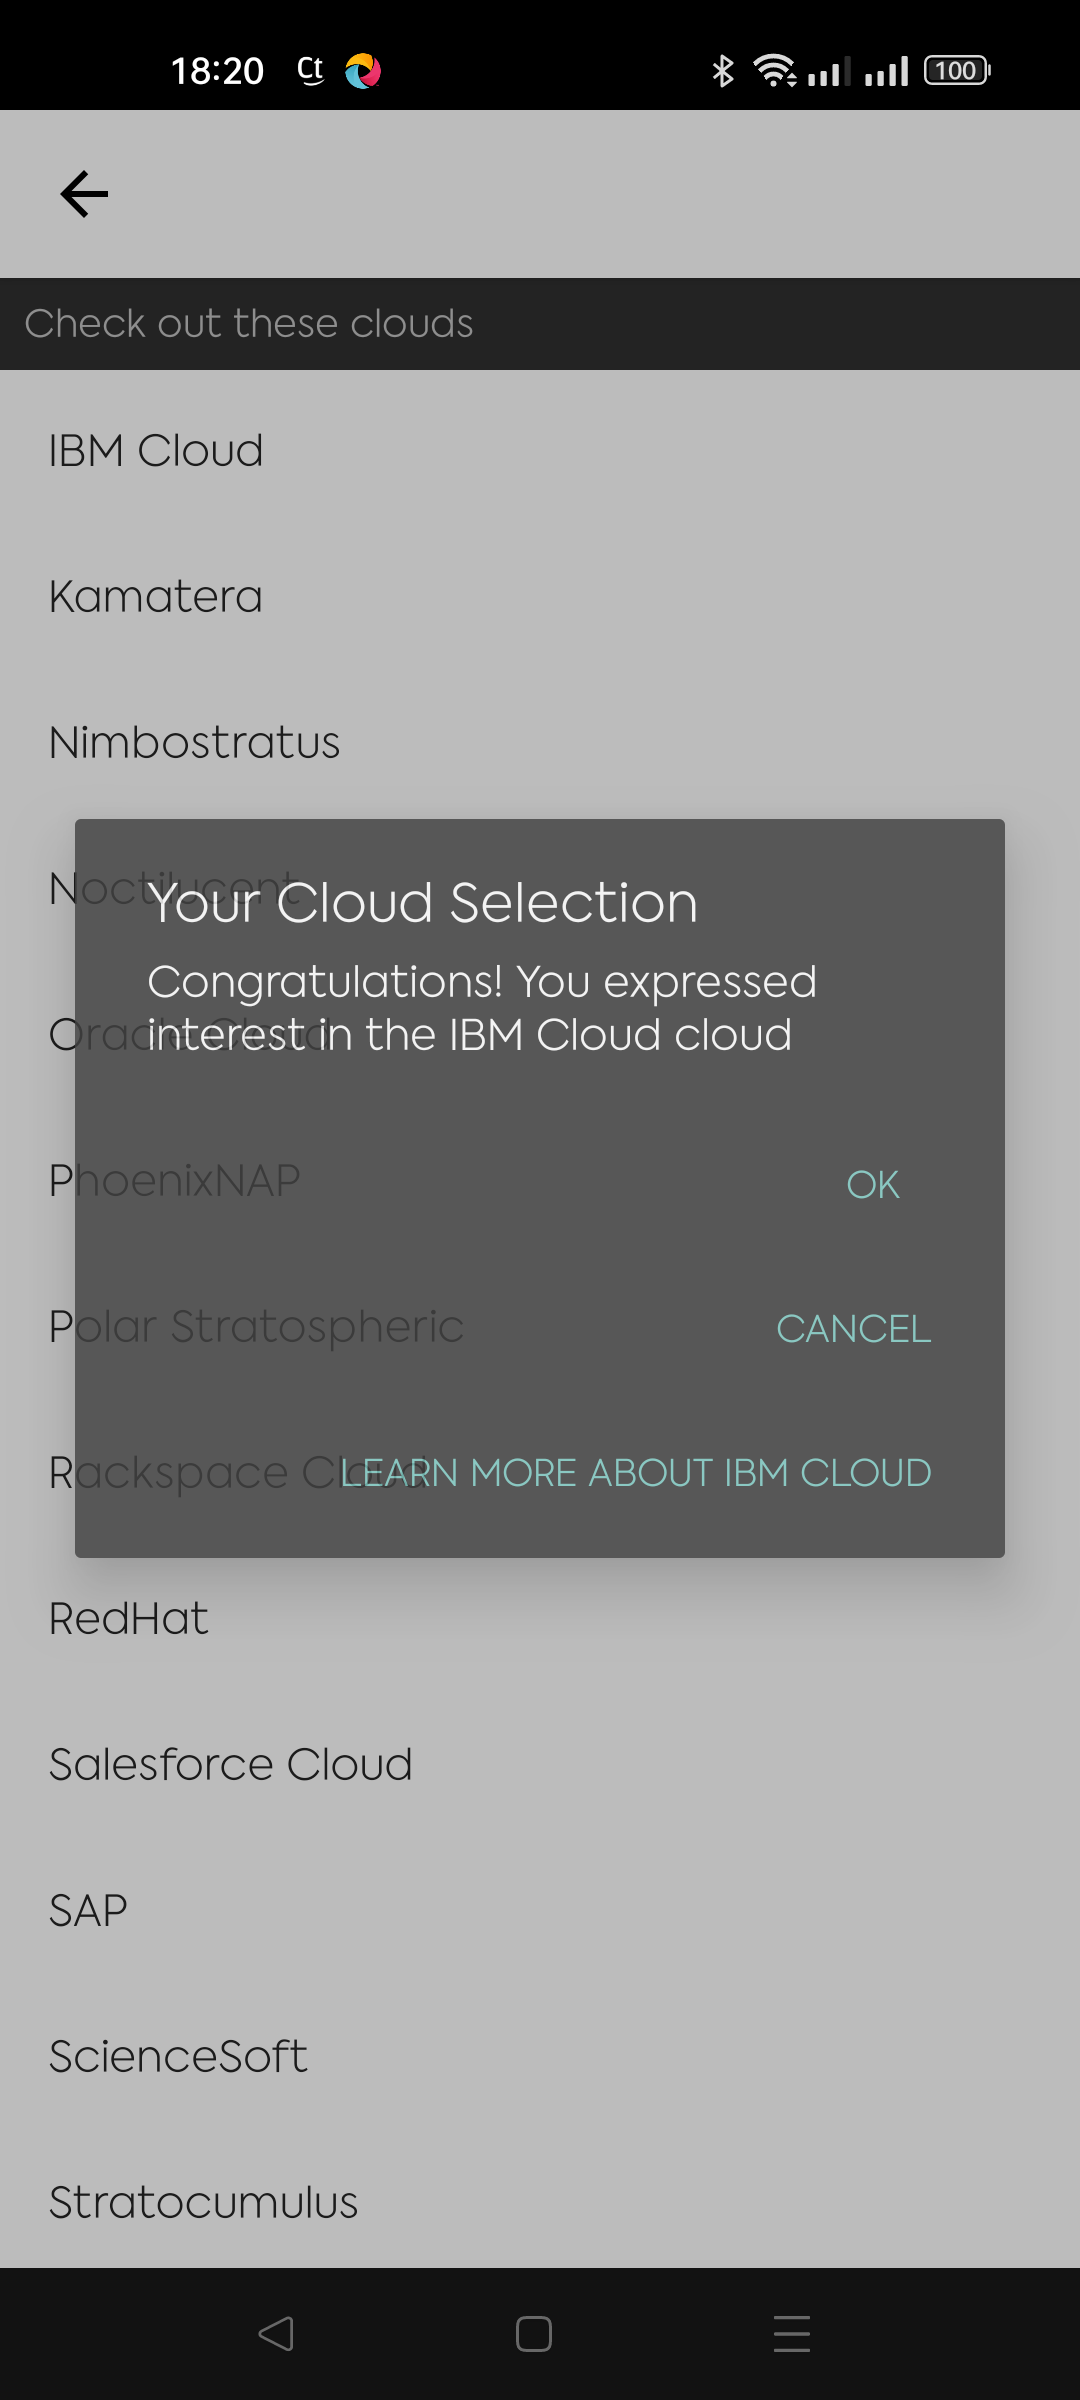 18:20 Ct 100
Check out these clouds
IBM Cloud
Kamatera
Nimbostratus
Noctilucent
Your Cloud Selection
Congratulations! You expressed
Oracle Cloud
interest in the IBM Cloud cloud
PhoenixNAP
OK
Polar Stratospheric
CANCEL
Rackspace Cloud
LEARN MORE ABOUT IBM CLOUD
RedHat
Salesforce Cloud
SAP
ScienceSoft
Stratocumulus